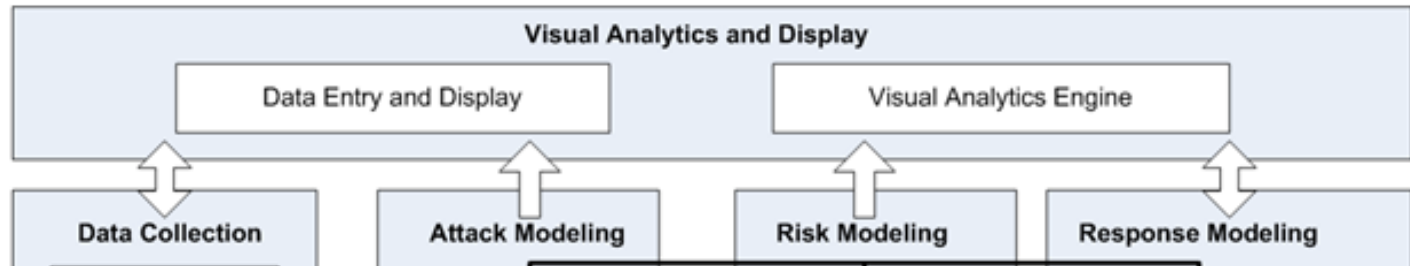 Visual Analytics and Display
Data Entry and Display
Visual Analytics Engine
Data Collection
Attack Modeling
Risk Modeling
Response Modeling